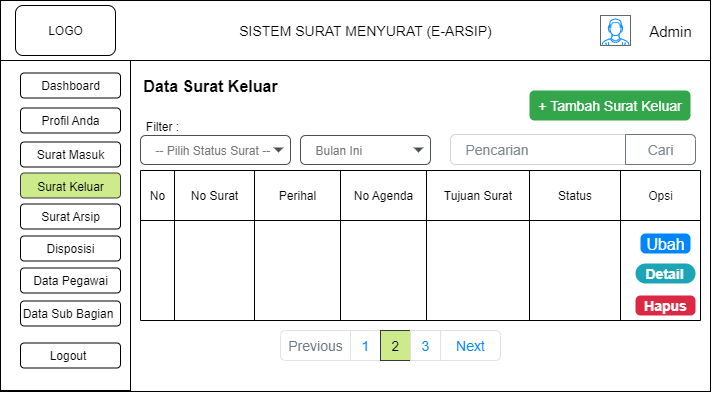 LOGO
SISTEM SURAT MENYURAT (E-ARSIP)
Admin
Dashboard
Profil Anda
Surat Masuk
Surat Keluar
Surat Arsip
Disposisi
Data Pegawai
Data Sub Bagian
Logout
Data Surat Keluar
+ Tambah Surat Keluar
Filter :
-- Pilih Status Surat --
Bulan Ini
Pencarian
Cari
No
No Surat
Perihal
No Agenda
Tujuan Surat
Status
Opsi
Ubah
Detail
Hapus
Previous
1
2
3
Next